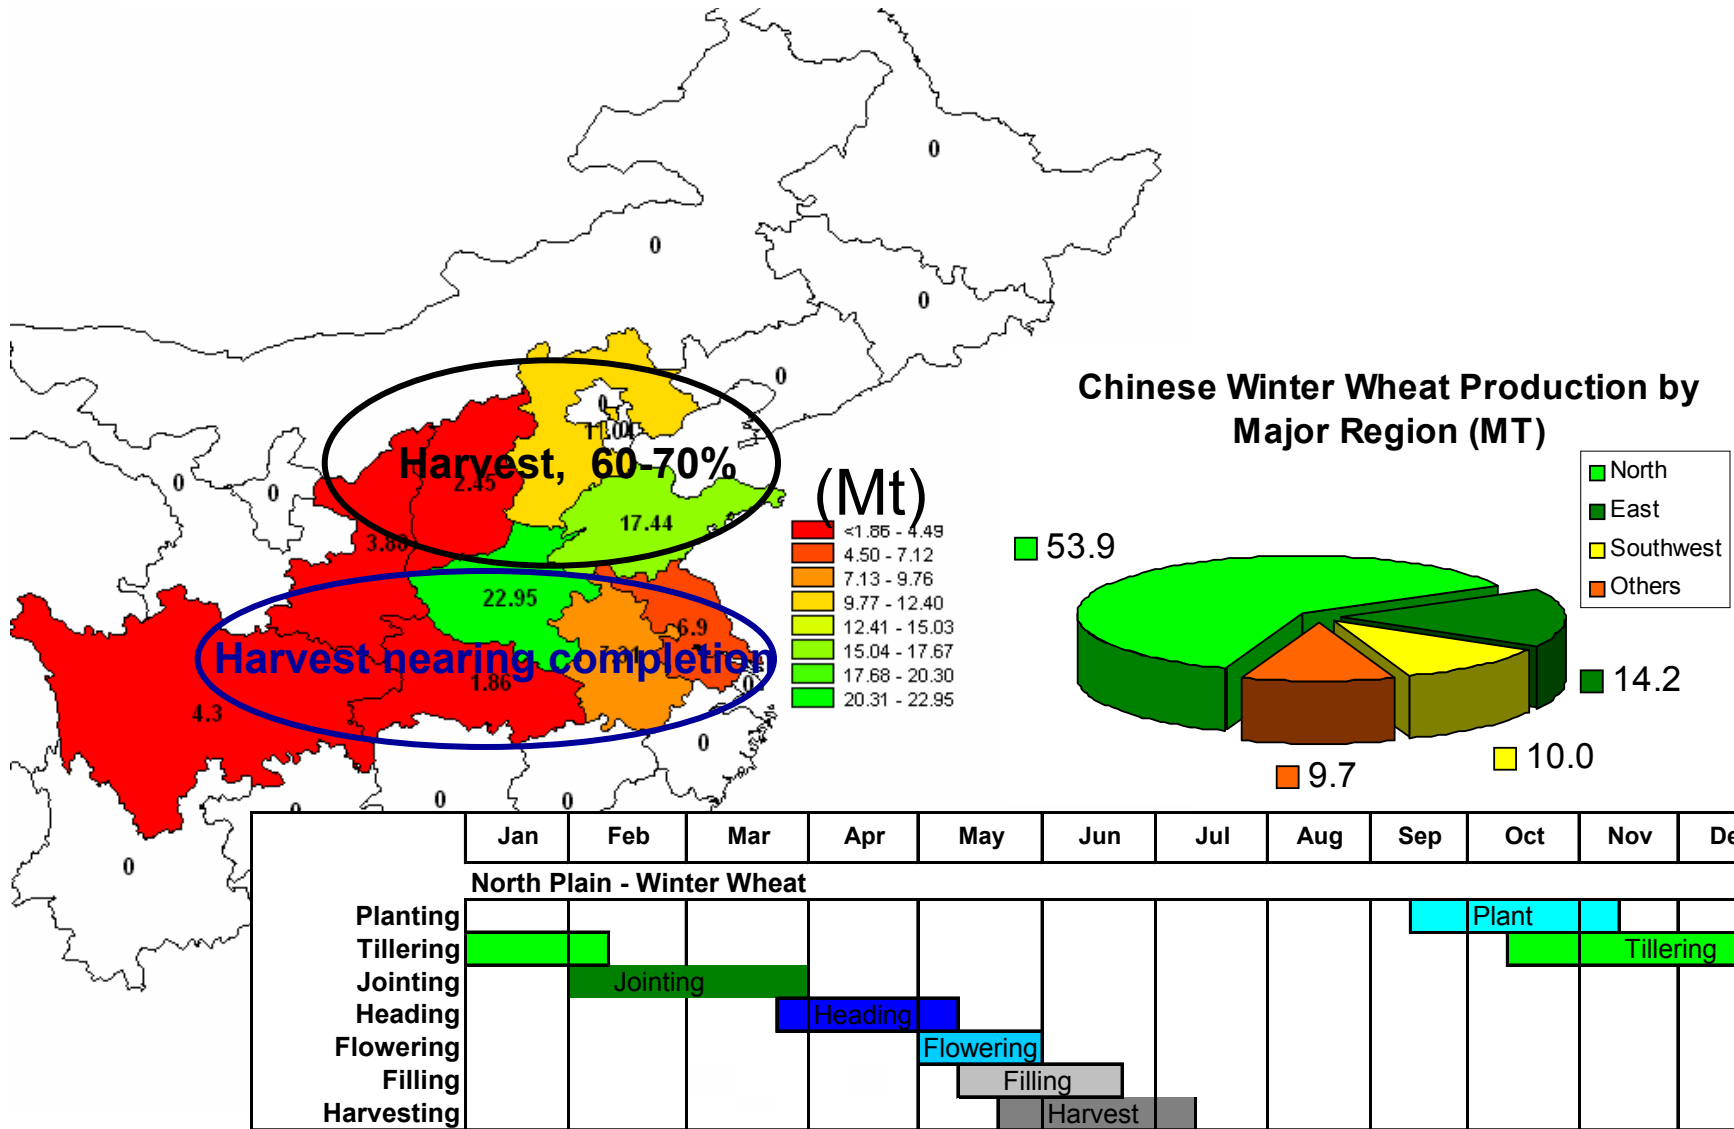 0
0
0
0
0
11.01
0
0
Harvest, 60-70%
2.45
17.44
3.88
22.95
6.9
Harvest nearing completion
1.86
4.3
0
0
0
0
0
(Mt)
<1.86 - 4.49
4.50 - 7.12
7.13 - 9.76
9.77 - 12.40
12.41 - 15.03
15.04 - 17.67
17.68 - 20.30
20.31 - 22.95
Chinese Winter Wheat Production by
Major Region (MT)
North
East
Southwest
Others
53.9
14.2
10.0
9.7
Jan Feb Mar Apr May Jun Jul Aug Sep Oct Nov De
North Plain - Winter Wheat
Planting Plant
Tillering Tillering
Jointing Jointing
Heading Heading
Flowering Flowering
Filling Filling
Harvesting Harvest